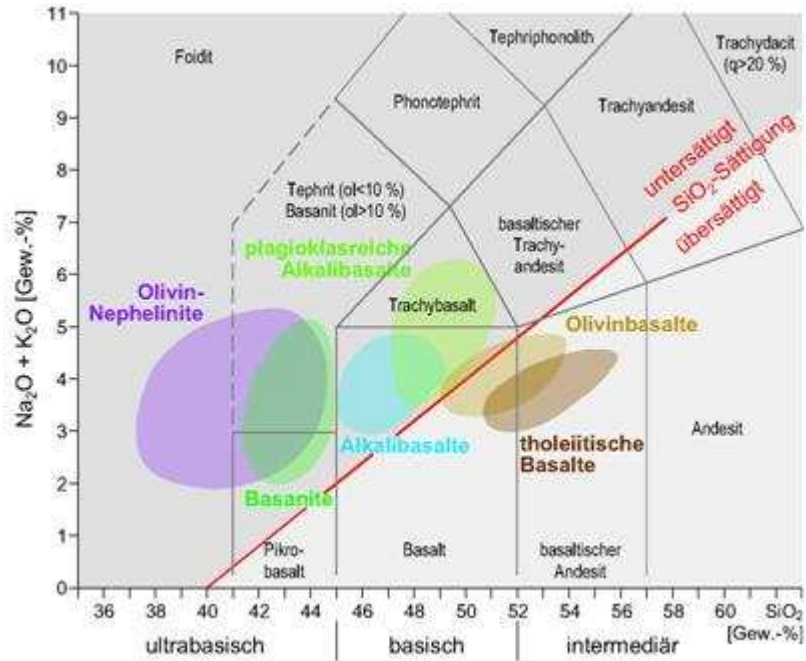 11
10
9
8
7
6
5
4
3
2
1
0
Na₂O + K₂O [Gew.-%]
Foidit
Tephriphonolith
Trachydacit
(q>20 %)
Phonotephrit
Trachyandesit
untersättigt
SiO₂-Sättigung
übersättigt
Tephrit (ol<10 %)
Basanit (ol>10 %)
basaltischer
Trachy-
andesit
plagioklasreiche
Alkalibasalte
Olivin-
Nephelinite
Trachybasalt
Olivinbasalte
Alkalibasalte
tholeiitische
Basalte
Andesit
Basanite
Pikro-
basalt
Basalt
basaltischer
Andesit
36 38 40 42 44 46 48 50 52 54 56 58 60 SiO₂
[Gew.-%]
ultrabasisch basisch intermediär